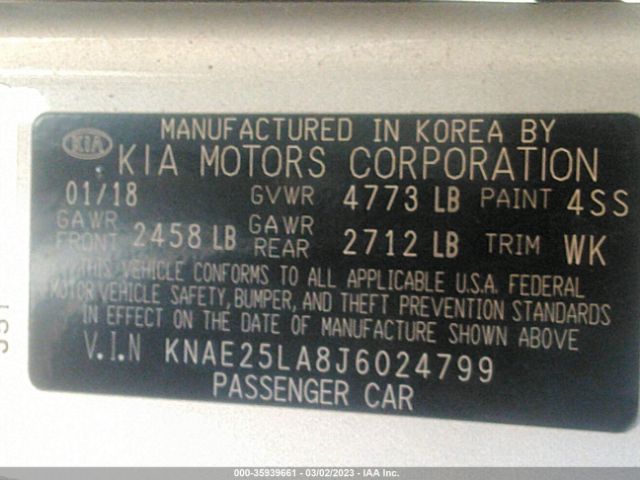 MANUFACTURED IN KOREA BY
KIA KIA MOTORS CORPORATION
01/18 GVWR 4773 LB PAINT 4SS
GAWR FRONT 2458 LB GAWR REAR 2712 LB TRIM WK
THIS VEHICLE CONFORMS TO ALL APPLICABLE U.S.A. FEDERAL
MOTOR VEHICLE SAFETY, BUMPER, AND THEFT PREVENTION STANDARDS
IN EFFECT ON THE DATE OF MANUFACTURE SHOWN ABOVE
V.I.N KNAE25LA8J6024799
PASSENGER CAR
000-35939661 - 03/02/2023 - IAA Inc.